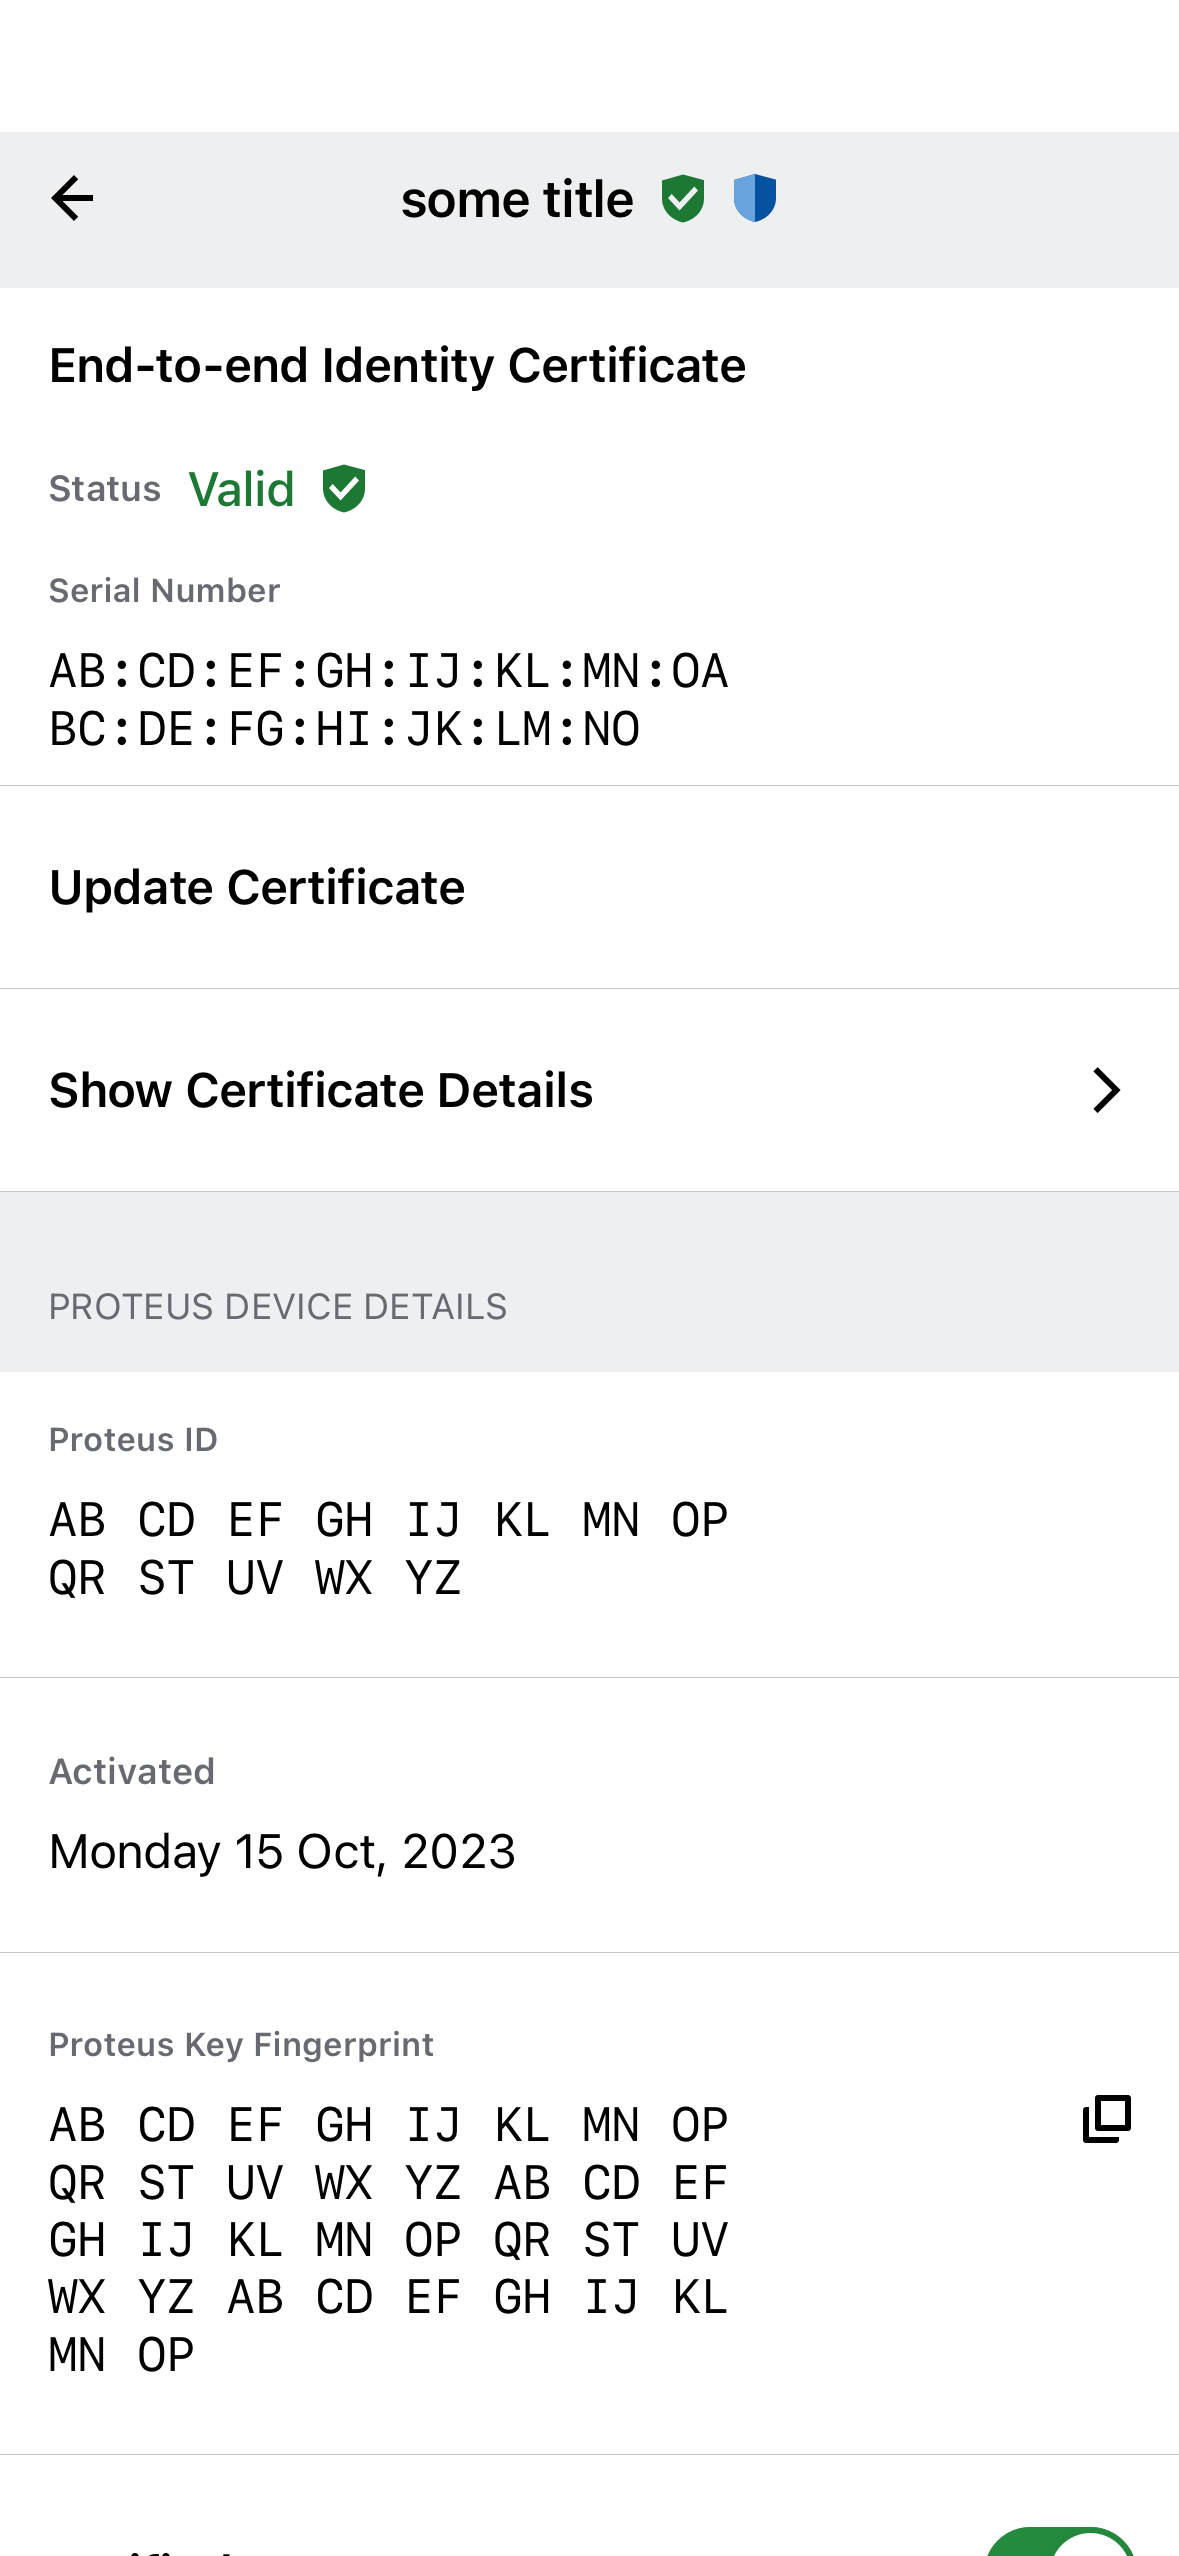 some title
End-to-end Identity Certificate
Status Valid
Serial Number
AB:CD:EF:GH:IJ:KL:MN:OA
BC:DE:FG:HI:JK:LM:NO
Update Certificate
Show Certificate Details
PROTEUS DEVICE DETAILS
Proteus ID
AB CD EF GH IJ KL MN OP
QR ST UV WX YZ
Activated
Monday 15 Oct, 2023
Proteus Key Fingerprint
AB CD EF GH IJ KL MN OP
QR ST UV WX YZ AB CD EF
GH IJ KL MN OP QR ST UV
WX YZ AB CD EF GH IJ KL
MN OP